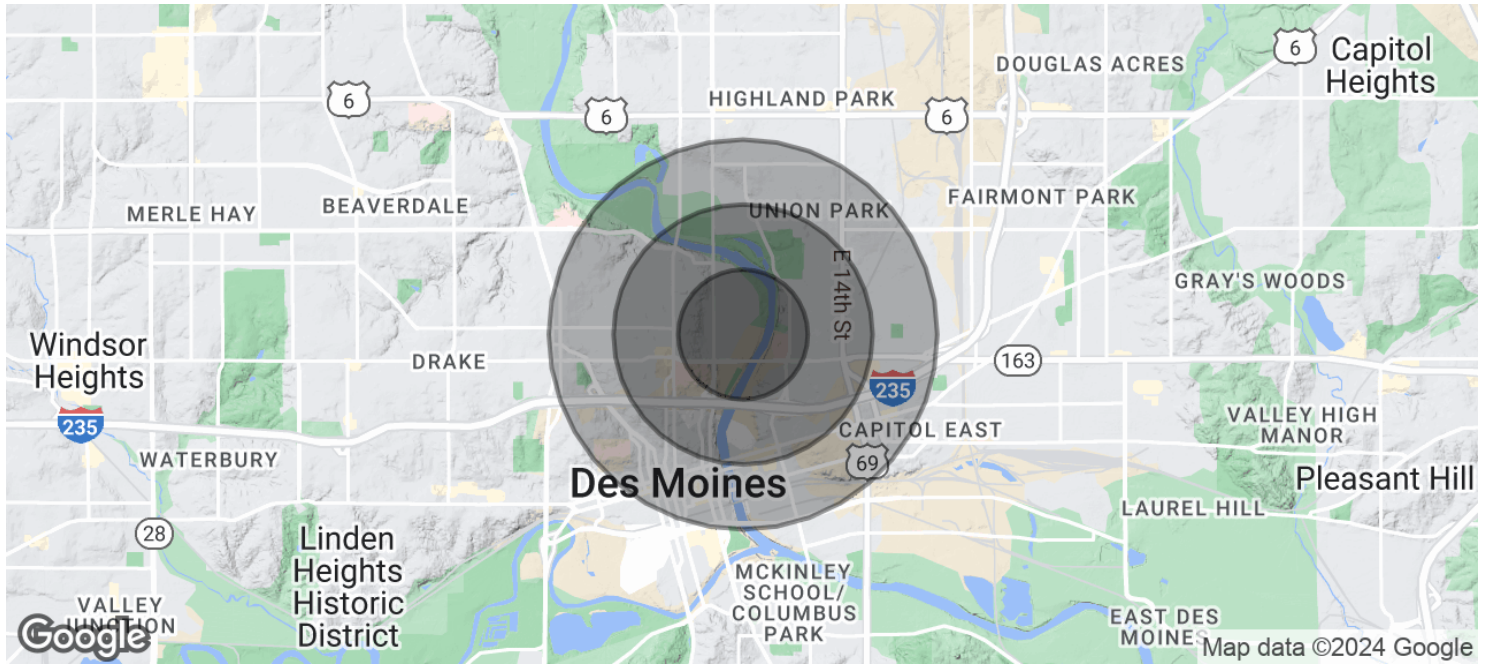 6
Capitol
Heights
DOUGLAS ACRES
6
HIGHLAND PARK
6
6
MERLE HAY
BEAVERDALE
UNION PARK
FAIRMONT PARK
E 14th St
GRAY'S WOODS
Windsor
Heights
DRAKE
163
235
235
VALLEY HIGH
MANOR
CAPITOL EAST
WATERBURY
69
Des Moines
Pleasant Hill
LAUREL HILL
28
Linden
Heights
Historic
District
MCKINLEY
SCHOOL/
COLUMBUS
PARK
VALLEY
JUNCTION
EAST DES
MOINES
Google
Map data ©2024 Google